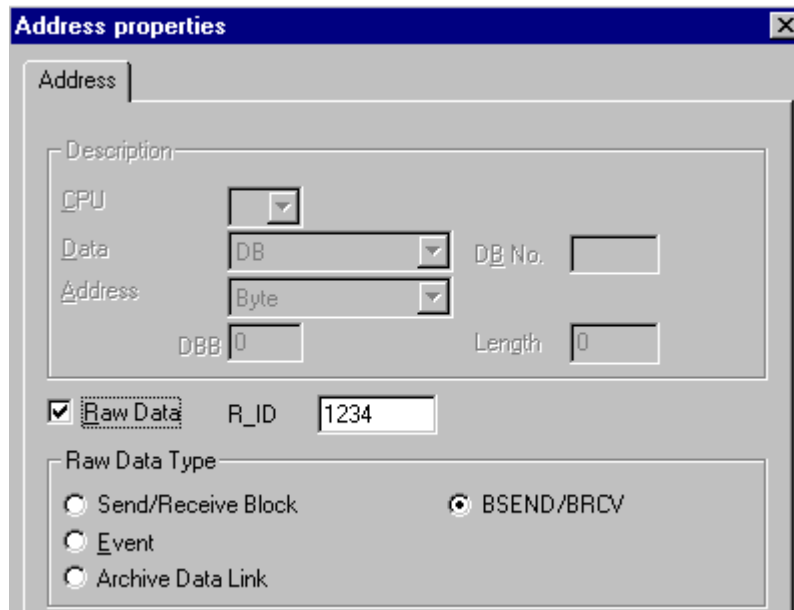 Address properties
Address
Description
CPU
Data DB DB No.
Address Byte
DBB 0 Length 0
Raw Data R_ID 1234
Raw Data Type
Send/Receive Block BSEND/BRCV
Event
Archive Data Link